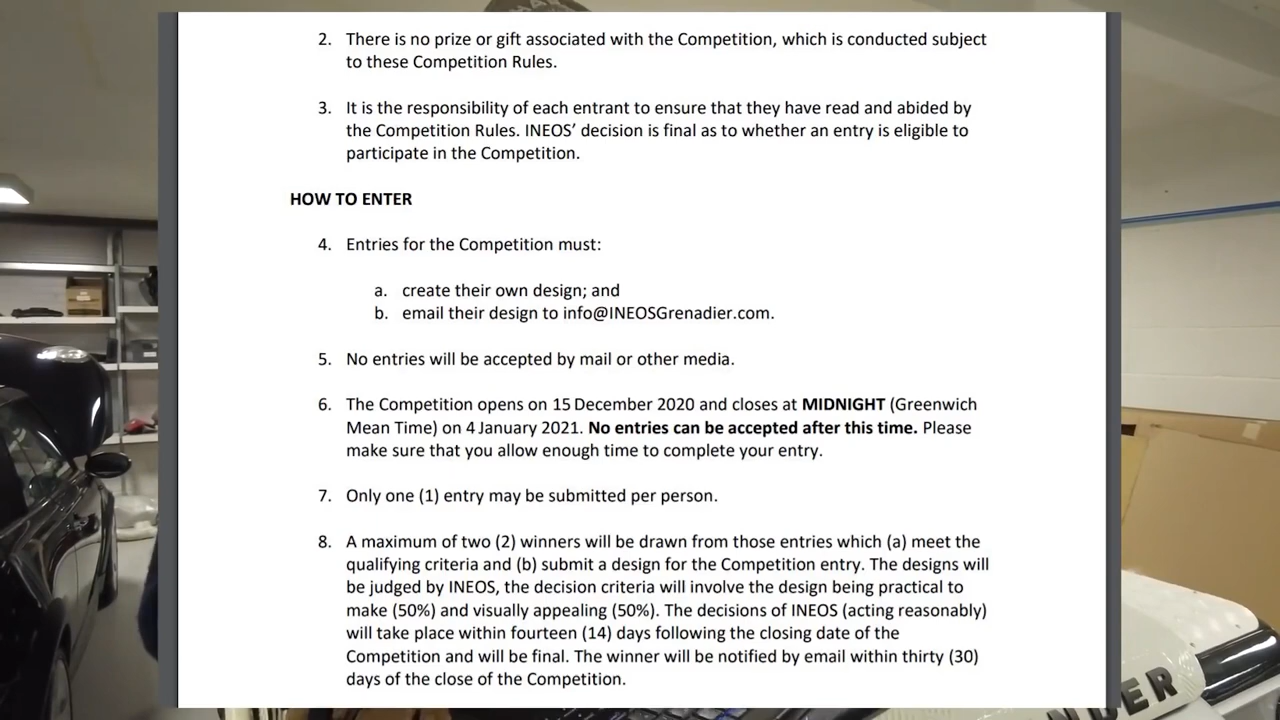 2. There is no prize or gift associated with the Competition, which is conducted subject
to these Competition Rules.
3. It is the responsibility of each entrant to ensure that they have read and abided by
the Competition Rules. INEOS’ decision is final as to whether an entry is eligible to
participate in the Competition.
HOW TO ENTER
4. Entries for the Competition must:
a. create their own design; and
b. email their design to info@INEOSGrenadier.com.
5. No entries will be accepted by mail or other media.
6. The Competition opens on 15 December 2020 and closes at MIDNIGHT (Greenwich
Mean Time) on 4 January 2021. No entries can be accepted after this time. Please
make sure that you allow enough time to complete your entry.
7. Only one (1) entry may be submitted per person.
8. A maximum of two (2) winners will be drawn from those entries which (a) meet the
qualifying criteria and (b) submit a design for the Competition entry. The designs will
be judged by INEOS, the decision criteria will involve the design being practical to
make (50%) and visually appealing (50%). The decisions of INEOS (acting reasonably)
will take place within fourteen (14) days following the closing date of the
Competition and will be final. The winner will be notified by email within thirty (30)
days of the close of the Competition.